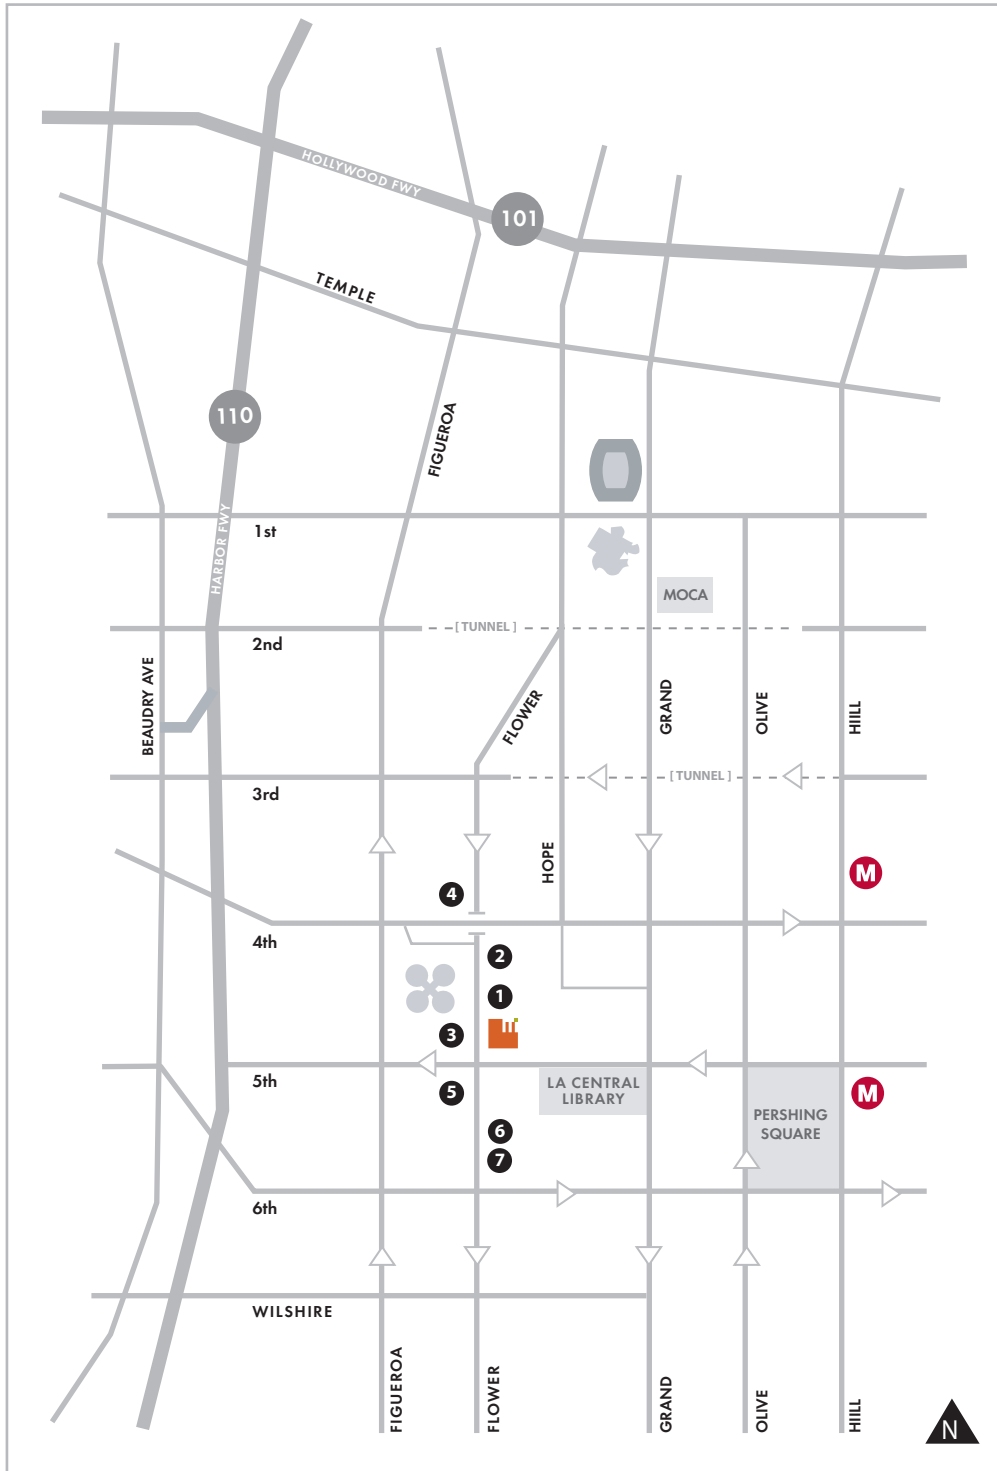 HOLLYWOOD FWY
101
TEMPLE
110
FIGUEROA
HARBOR FWY
1st
MOCA
[ TUNNEL ]
2nd
BEAUDRY AVE
FLOWER
GRAND
OLIVE
HIILL
[ TUNNEL ]
3rd
HOPE
M
4
4th
2
1
3
5th
5
LA CENTRAL
LIBRARY
M
PERSHING
SQUARE
6
7
6th
WILSHIRE
FIGUEROA
FLOWER
GRAND
OLIVE
HIILL
N